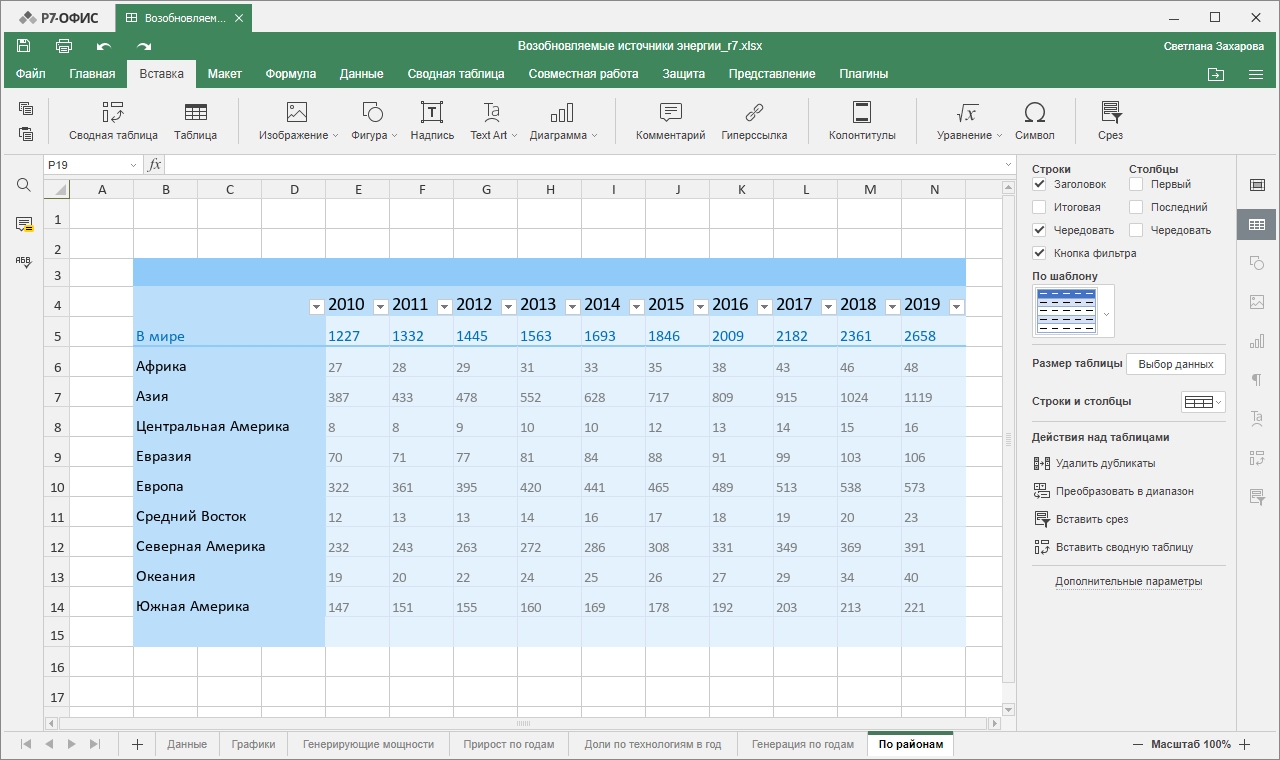 Р7-ОФИС Возобновляем...
Возобновляемые источники энергии_r7.xlsx Светлана Захарова
Файл Главная Вставка Макет Формула Данные Сводная таблица Совместная работа Защита Представление Плагины
Сводная таблица Таблица Изображение Фигура Надпись Text Art Диаграмма Комментарий Гиперссылка Колонтитулы Уравнение Символ Срез
P19 fx
A B C D E F G H I J K L M N
1
2
3
4 2010 2011 2012 2013 2014 2015 2016 2017 2018 2019
5 В мире 1227 1332 1445 1563 1693 1846 2009 2182 2361 2658
6 Африка 27 28 29 31 33 35 38 43 46 48
7 Азия 387 433 478 552 628 717 809 915 1024 1119
8 Центральная Америка 8 8 9 10 10 12 13 14 15 16
9 Евразия 70 71 77 81 84 88 91 99 103 106
10 Европа 322 361 395 420 441 465 489 513 538 573
11 Средний Восток 12 13 13 14 16 17 18 19 20 23
12 Северная Америка 232 243 263 272 286 308 331 349 369 391
13 Океания 19 20 22 24 25 26 27 29 34 40
14 Южная Америка 147 151 155 160 169 178 192 203 213 221
15
16
17
Строки Столбцы
Заголовок Первый
Итоговая Последний
Чередовать Чередовать
Кнопка фильтра
По шаблону
Размер таблицы Выбор данных
Строки и столбцы
Действия над таблицами
Удалить дубликаты
Преобразовать в диапазон
Вставить срез
Вставить сводную таблицу
Дополнительные параметры
Данные Графики Генерирующие мощности Прирост по годам Доли по технологиям в год Генерация по годам По районам Масштаб 100%